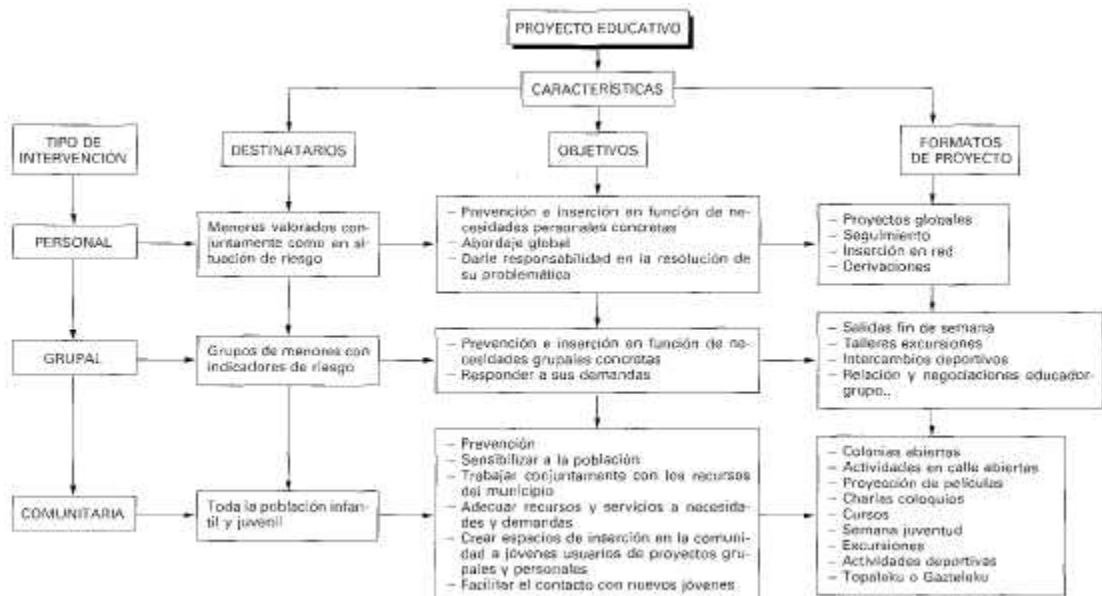 PROYECTO EDUCATIVO
CARACTERÍSTICAS
TIPO DE
INTERVENCIÓN
DESTINATARIOS
OBJETIVOS
FORMATOS
DE PROYECTO
PERSONAL
Menores valorados con-
juntamente como en si-
tuación de riesgo
– Prevención e inserción en función de ne-
cesidades personales concretas
– Abordaje global
– Darle responsabilidad en la resolución de
su problemática
– Proyectos globales
– Seguimiento
– Inserción en red
– Derivaciones
GRUPAL
Grupos de menores con
indicadores de riesgo
– Prevención e inserción en función de ne-
cesidades grupales concretas
– Responder a sus demandas
– Salidas fin de semana
– Talleres excursiones
– Intercambios deportivos
– Relación y negociaciones educador-
grupo..
COMUNITARIA
Toda la población infan-
til y juvenil
– Prevención
– Sensibilizar a la población
– Trabajar conjuntamente con los recursos
del municipio
– Adecuar recursos y servicios a necesida-
des y demandas
– Crear espacios de inserción en la comuni-
dad a jóvenes usuarios de proyectos gru-
pales y personales
– Facilitar el contacto con nuevos jóvenes
– Colonias abiertas
– Actividades en calle abiertas
– Proyección de películas
– Charlas coloquios
– Cursos
– Semana juventud
– Excursiones
– Actividades deportivas
– Topaleku o Gazteleku